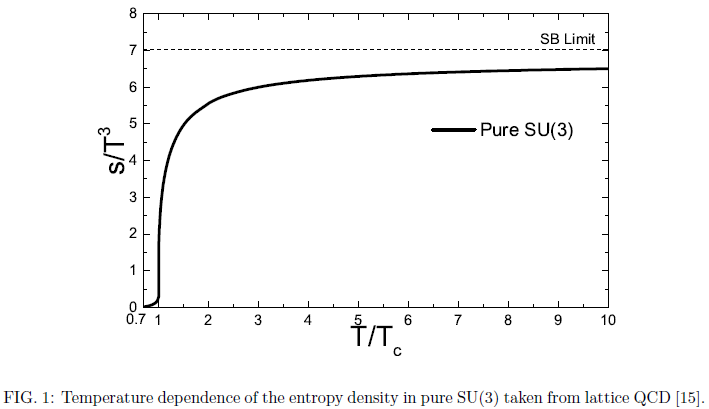 8
7
6
5
4
3
2
1
0
s/T³
SB Limit
Pure SU(3)
0.7 1 2 3 4 5 6 7 8 9 10
T/Tc
FIG. 1: Temperature dependence of the entropy density in pure SU(3) taken from lattice QCD [15].